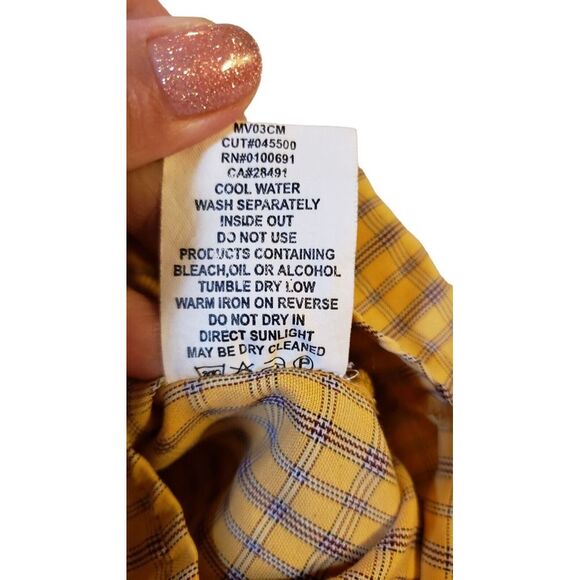 MV03CM
CUT#045500
RN#0100691
CA#28491
COOL WATER
WASH SEPARATELY
INSIDE OUT
DO NOT USE
PRODUCTS CONTAINING
BLEACH,OIL OR ALCOHOL
TUMBLE DRY LOW
WARM IRON ON REVERSE
DO NOT DRY IN
DIRECT SUNLIGHT
MAY BE DRY CLEANED